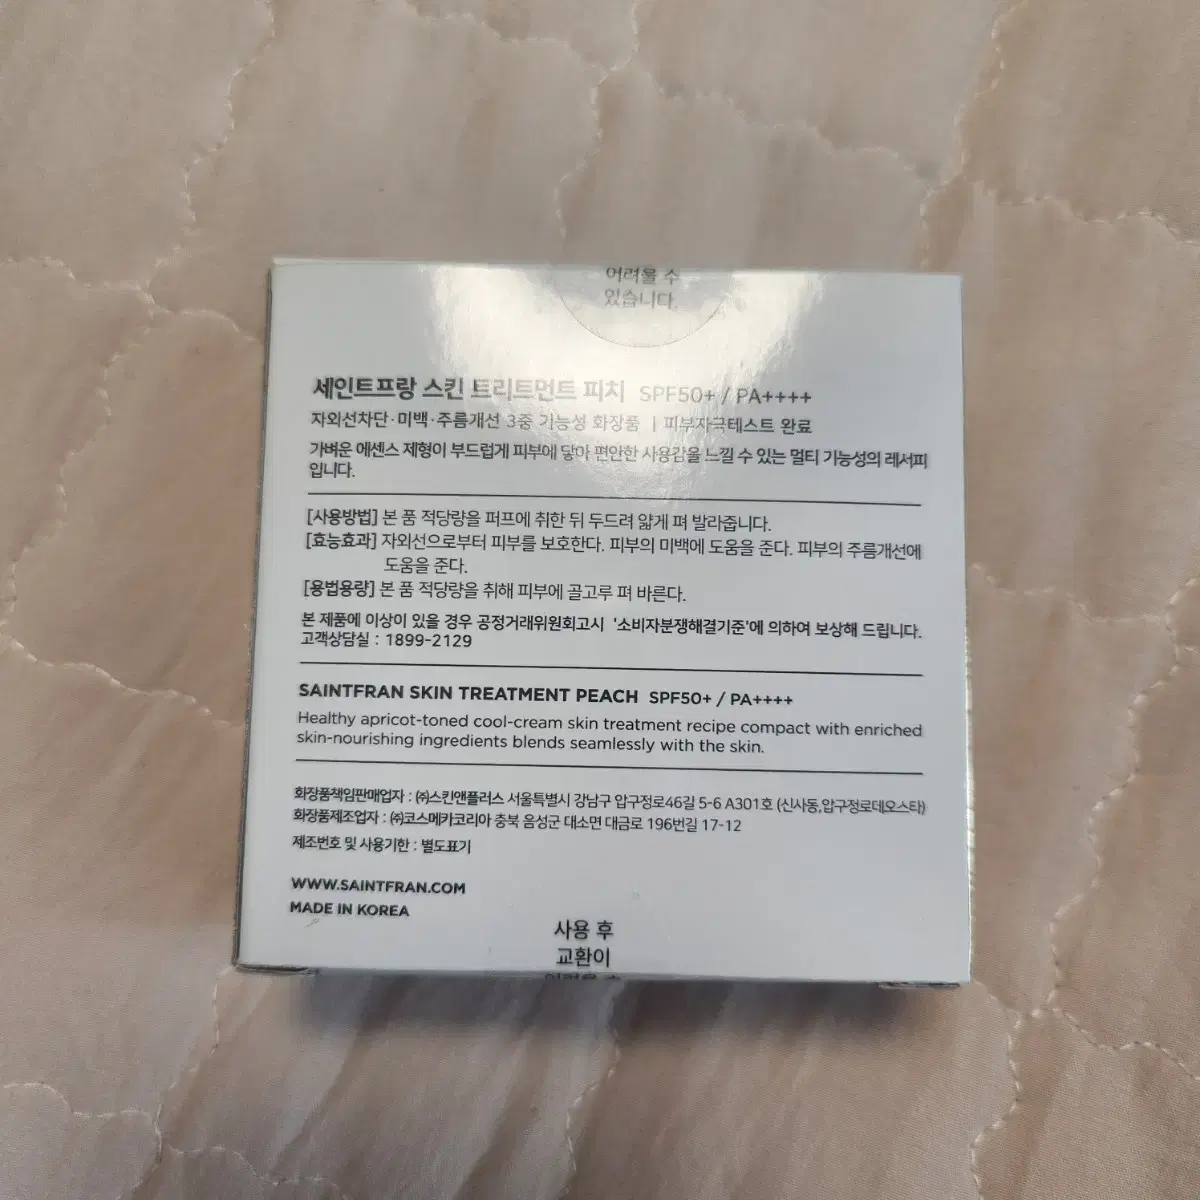 어려울 수
있습니다.
세인트프랑 스킨 트리트먼트 피치 SPF50+ / PA++++
자외선차단·미백·주름개선 3중 기능성 화장품 | 피부자극테스트 완료
가벼운 에센스 제형이 부드럽게 피부에 닿아 편안한 사용감을 느낄 수 있는 멀티 기능성의 레서피
입니다.
[사용방법] 본 품 적당량을 퍼프에 취한 뒤 두드려 얇게 펴 발라줍니다.
[효능효과] 자외선으로부터 피부를 보호한다. 피부의 미백에 도움을 준다. 피부의 주름개선에
도움을 준다.
[용법용량] 본 품 적당량을 취해 피부에 골고루 펴 바른다.
본 제품에 이상이 있을 경우 공정거래위원회고시 '소비자분쟁해결기준'에 의하여 보상해 드립니다.
고객상담실 : 1899-2129
SAINTFRAN SKIN TREATMENT PEACH SPF50+ / PA++++
Healthy apricot-toned cool-cream skin treatment recipe compact with enriched
skin-nourishing ingredients blends seamlessly with the skin.
화장품책임판매업자 : ㈜스킨앤플러스 서울특별시 강남구 압구정로46길 5-6 A301호 (신사동,압구정로데오스타)
화장품제조업자 : ㈜코스메카코리아 충북 음성군 대소면 대금로 196번길 17-12
제조번호 및 사용기한 : 별도표기
WWW.SAINTFRAN.COM
MADE IN KOREA
사용 후
교환이
어려울 수